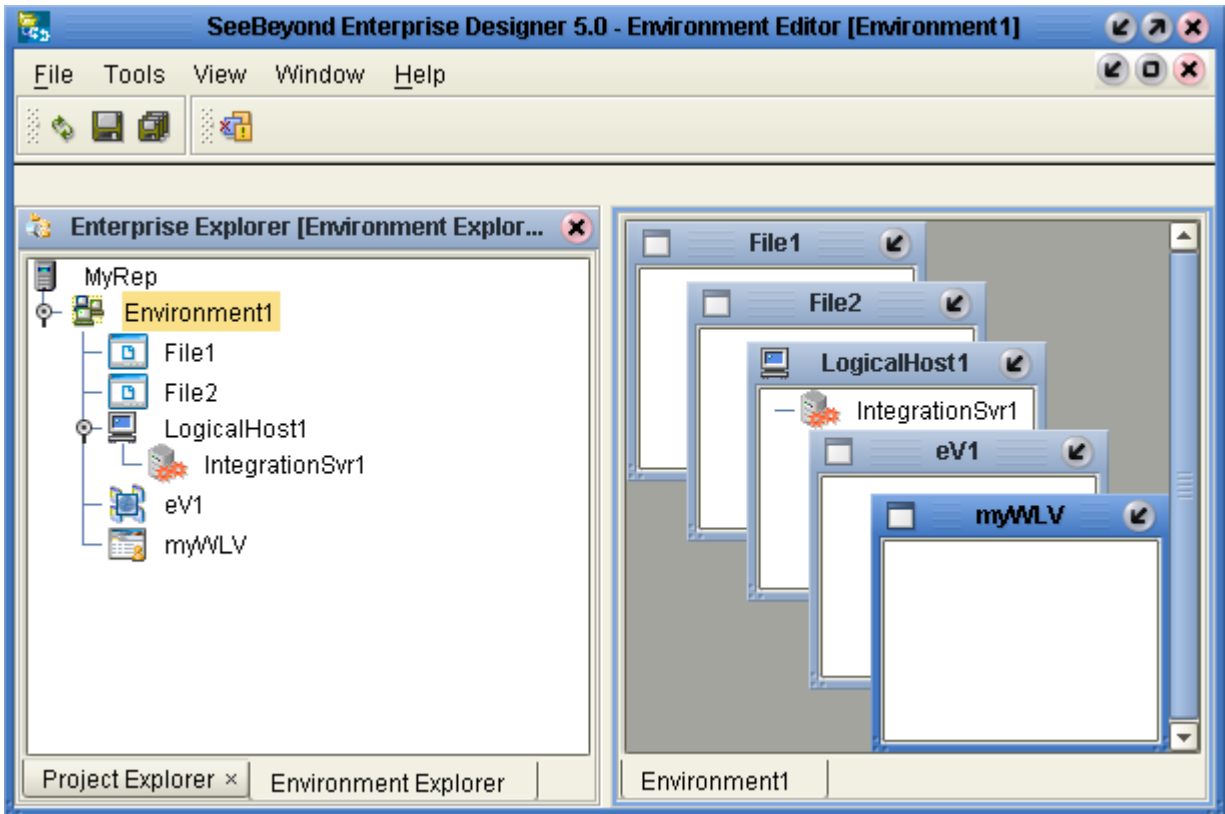 SeeBeyond Enterprise Designer 5.0 - Environment Editor [Environment1]
File Tools View Window Help
Enterprise Explorer [Environment Explor...
MyRep
Environment1
File1
File2
LogicalHost1
IntegrationSvr1
eV1
myWLV
Project Explorer × Environment Explorer
File1
File2
LogicalHost1
IntegrationSvr1
eV1
myWLV
Environment1